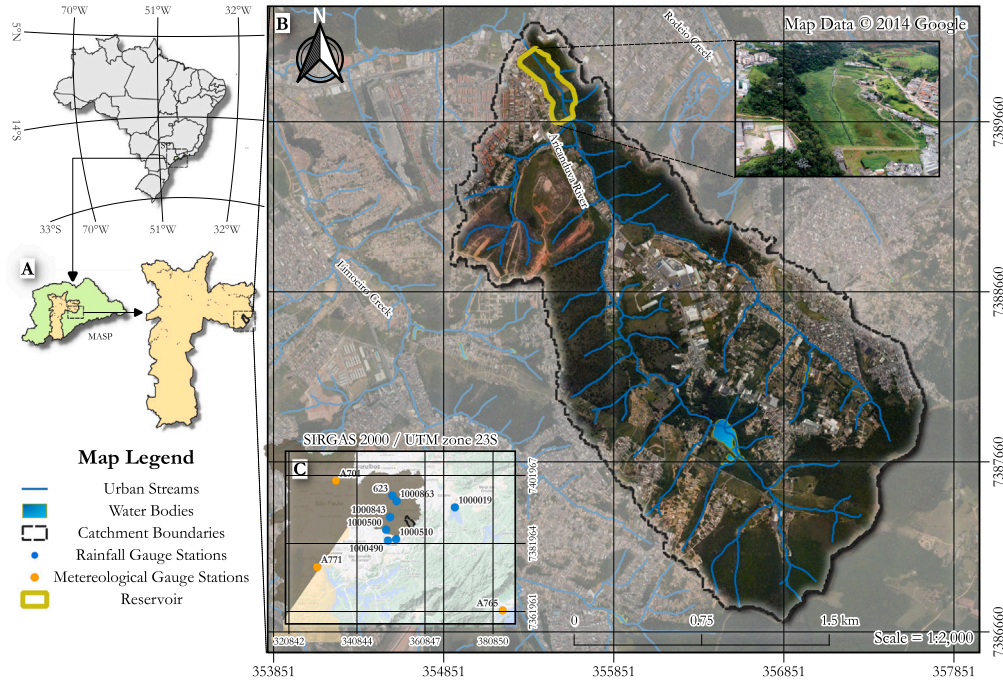 70°W 51°W 32°W
5°N
14°S
SP
33°S 70°W 51°W 32°W
A
MASP
Map Legend
Urban Streams
Water Bodies
Catchment Boundaries
Rainfall Gauge Stations
Metereological Gauge Stations
Reservoir
B
N
Map Data © 2014 Google
Rodeio Creek
Aricanduva River
Limoeiro Creek
7389660
7388660
7387660
7386660
SIRGAS 2000 / UTM zone 23S
C
A701
623
1000863
1000019
1000843
1000500
1000510
1000490
A771
A765
7401967
7381964
7361961
320842 340844 360847 380850
0 0.75 1.5 km
Scale = 1:2,000
353851 354851 355851 356851 357851